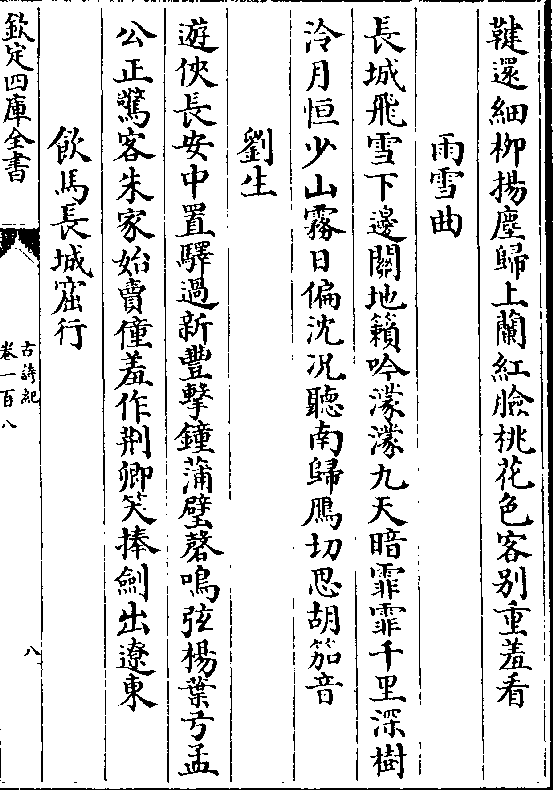 鞬還細柳揚塵歸上蘭紅臉桃花色客別重羞看
雨雪曲
長城飛雪下邊關地籟吟濛濛九天暗霏霏千里深樹
泠月恒少山霧日偏沈况聽南歸鴈切思胡笳音
劉生
遊俠長安中置驛過新豐擊鐘蒲璧磬鳴弦楊葉弓孟
公正驚客朱家始賣僮羞作荆卿笑捧劍出遼東
飲馬長城窟行
欽定四庫全書
古詩紀
卷一百八
八